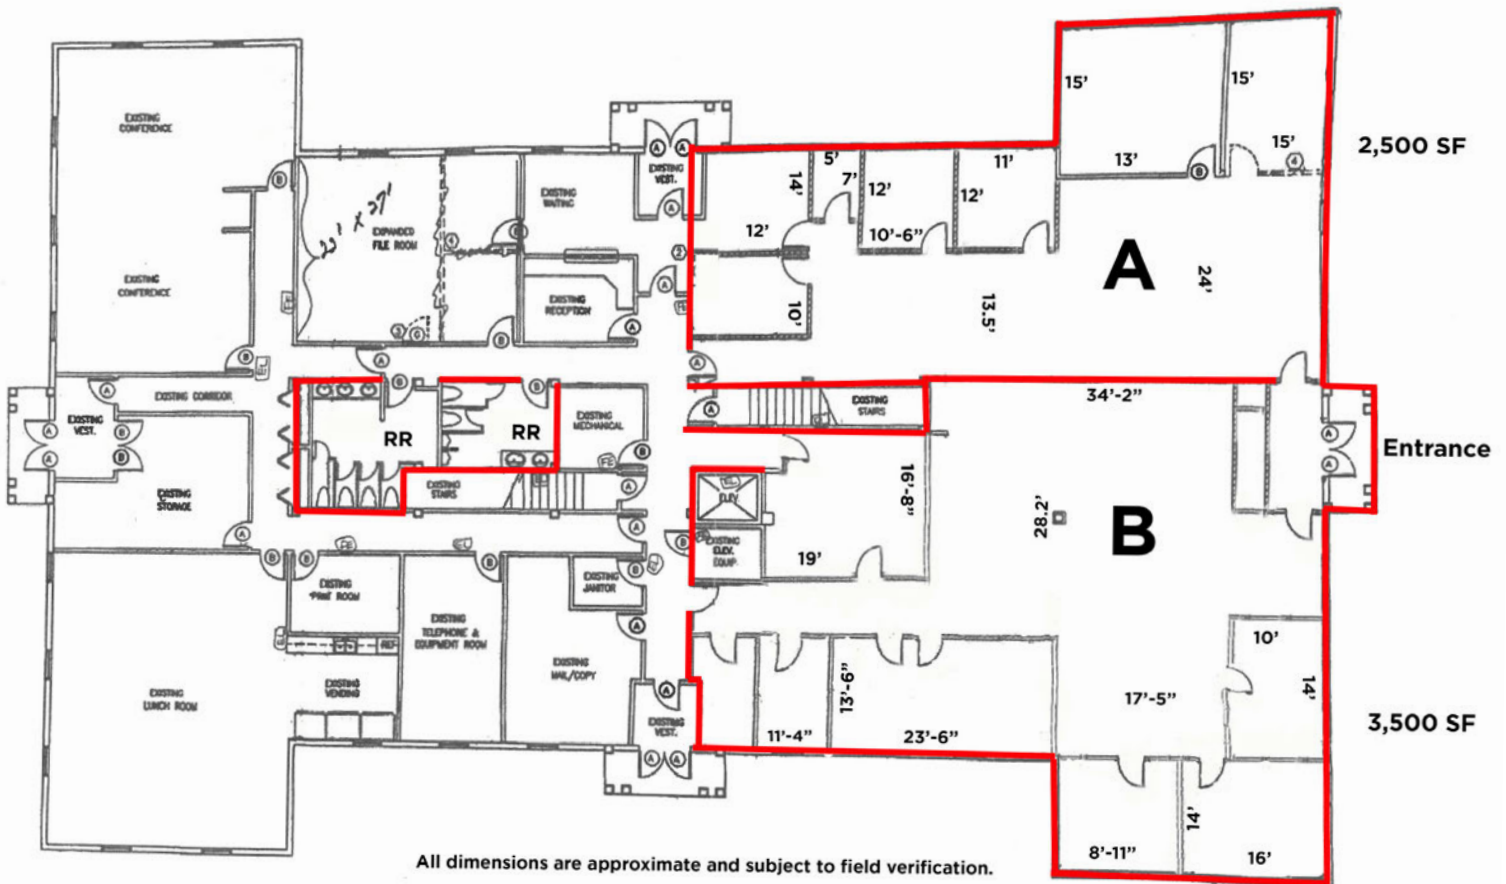 EXISTING
CONFERENCE
EXISTING
CONFERENCE
22' X 27'
EXPANDED
FILE ROOM
EXISTING
WAITING
EXISTING
VEST.
EXISTING
RECEPTION
15'
13'
15'
15'
2,500 SF
5'
14'
7'
12'
12'
10'-6"
11'
12'
10'
A
24'
13.5'
EXISTING CORRIDOR
EXISTING
VEST.
EXISTING
STORAGE
RR
RR
EXISTING
MECHANICAL
EXISTING
STAIRS
EXISTING
STAIRS
34'-2"
Entrance
ELEV
EXISTING
ELEV.
EQUIP.
16'-8"
19'
28.2'
B
EXISTING
PRINT ROOM
REF
EXISTING
VENDING
EXISTING
LUNCH ROOM
EXISTING
TELEPHONE &
EQUIPMENT ROOM
EXISTING
JANITOR
EXISTING
MAIL/COPY
EXISTING
VEST.
11'-4"
13'-6"
23'-6"
10'
14'
17'-5"
3,500 SF
8'-11"
14'
16'
All dimensions are approximate and subject to field verification.